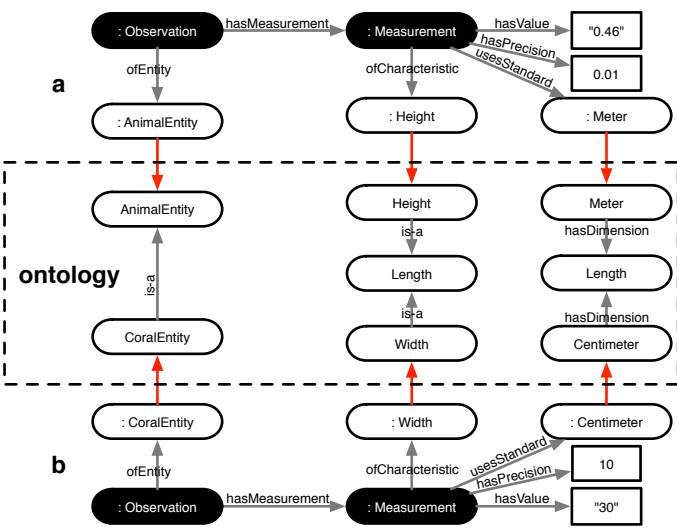 : Observation hasMeasurement : Measurement hasValue "0.46"
hasPrecision
usesStandard
ofEntity ofCharacteristic 0.01
a
: AnimalEntity : Height : Meter
AnimalEntity Height Meter
is-a hasDimension
ontology
is-a
Length Length
is-a hasDimension
CoralEntity Width Centimeter
: CoralEntity : Width : Centimeter
b
ofEntity ofCharacteristic usesStandard 10
hasPrecision
: Observation hasMeasurement : Measurement hasValue "30"